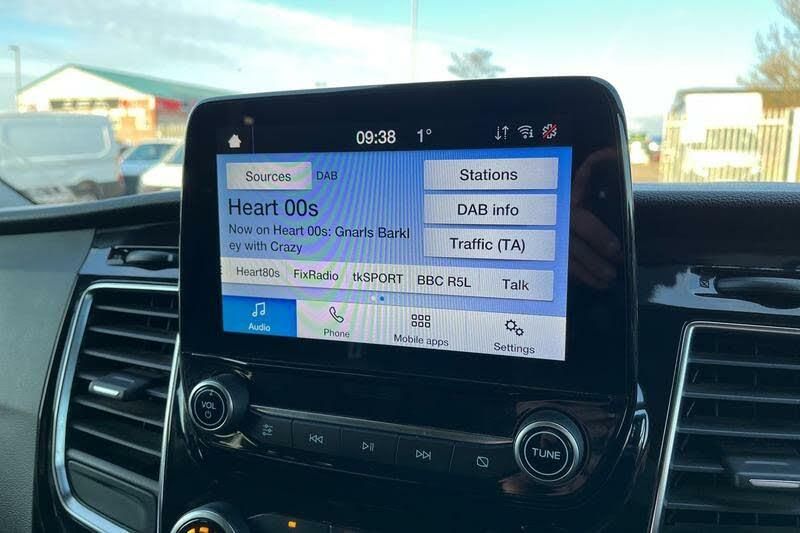 09:38 1°
Sources DAB
Stations
Heart 00s
DAB info
Now on Heart 00s: Gnarls Barkl
ey with Crazy
Traffic (TA)
Heart80s FixRadio tkSPORT BBC R5L Talk
Audio Phone Mobile apps Settings
VOL
TUNE